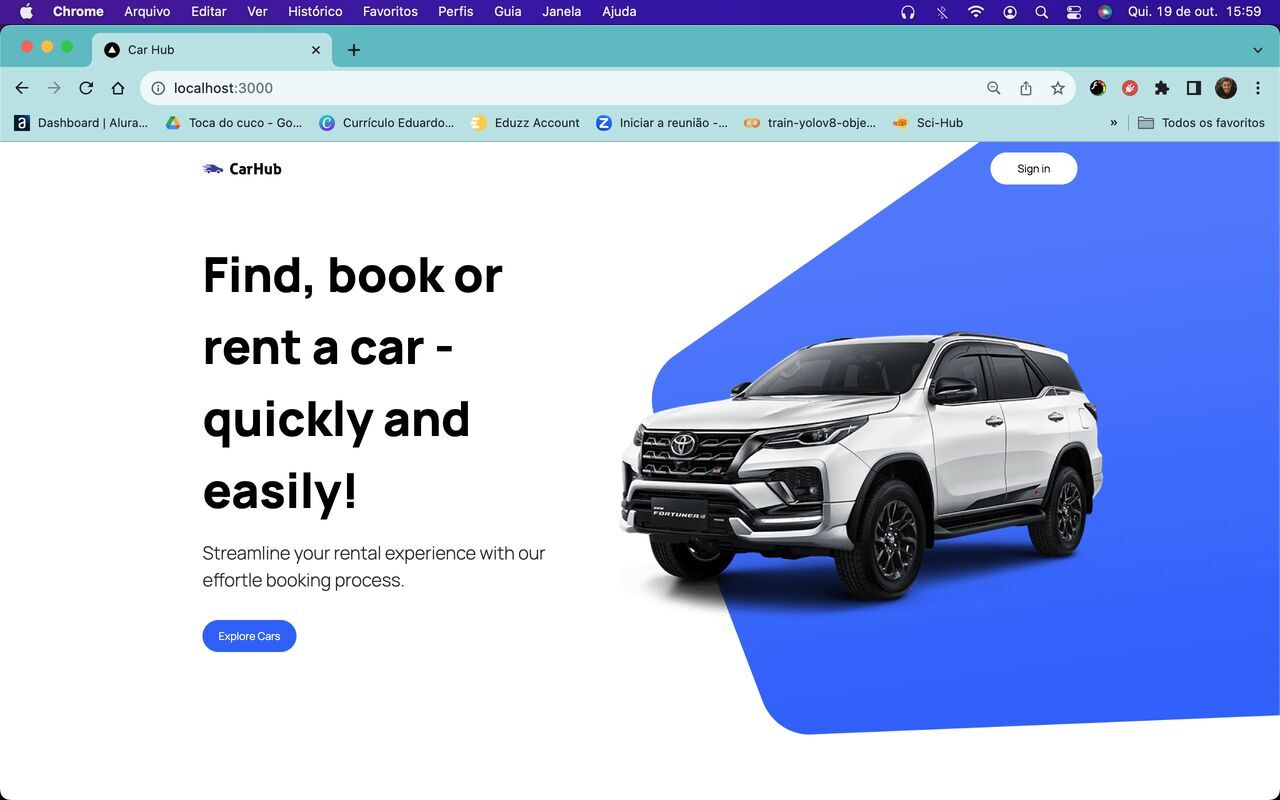 Chrome Arquivo Editar Ver Histórico Favoritos Perfis Guia Janela Ajuda Qui. 19 de out. 15:59
Car Hub
localhost:3000
Dashboard | Alura... Toca do cuco - Go... Currículo Eduardo... Eduzz Account Iniciar a reunião -... train-yolov8-obje... Sci-Hub » Todos os favoritos
CarHub Sign in
Find, book or
rent a car -
quickly and
easily!
Streamline your rental experience with our
effortle booking process.
Explore Cars
FORTUNER